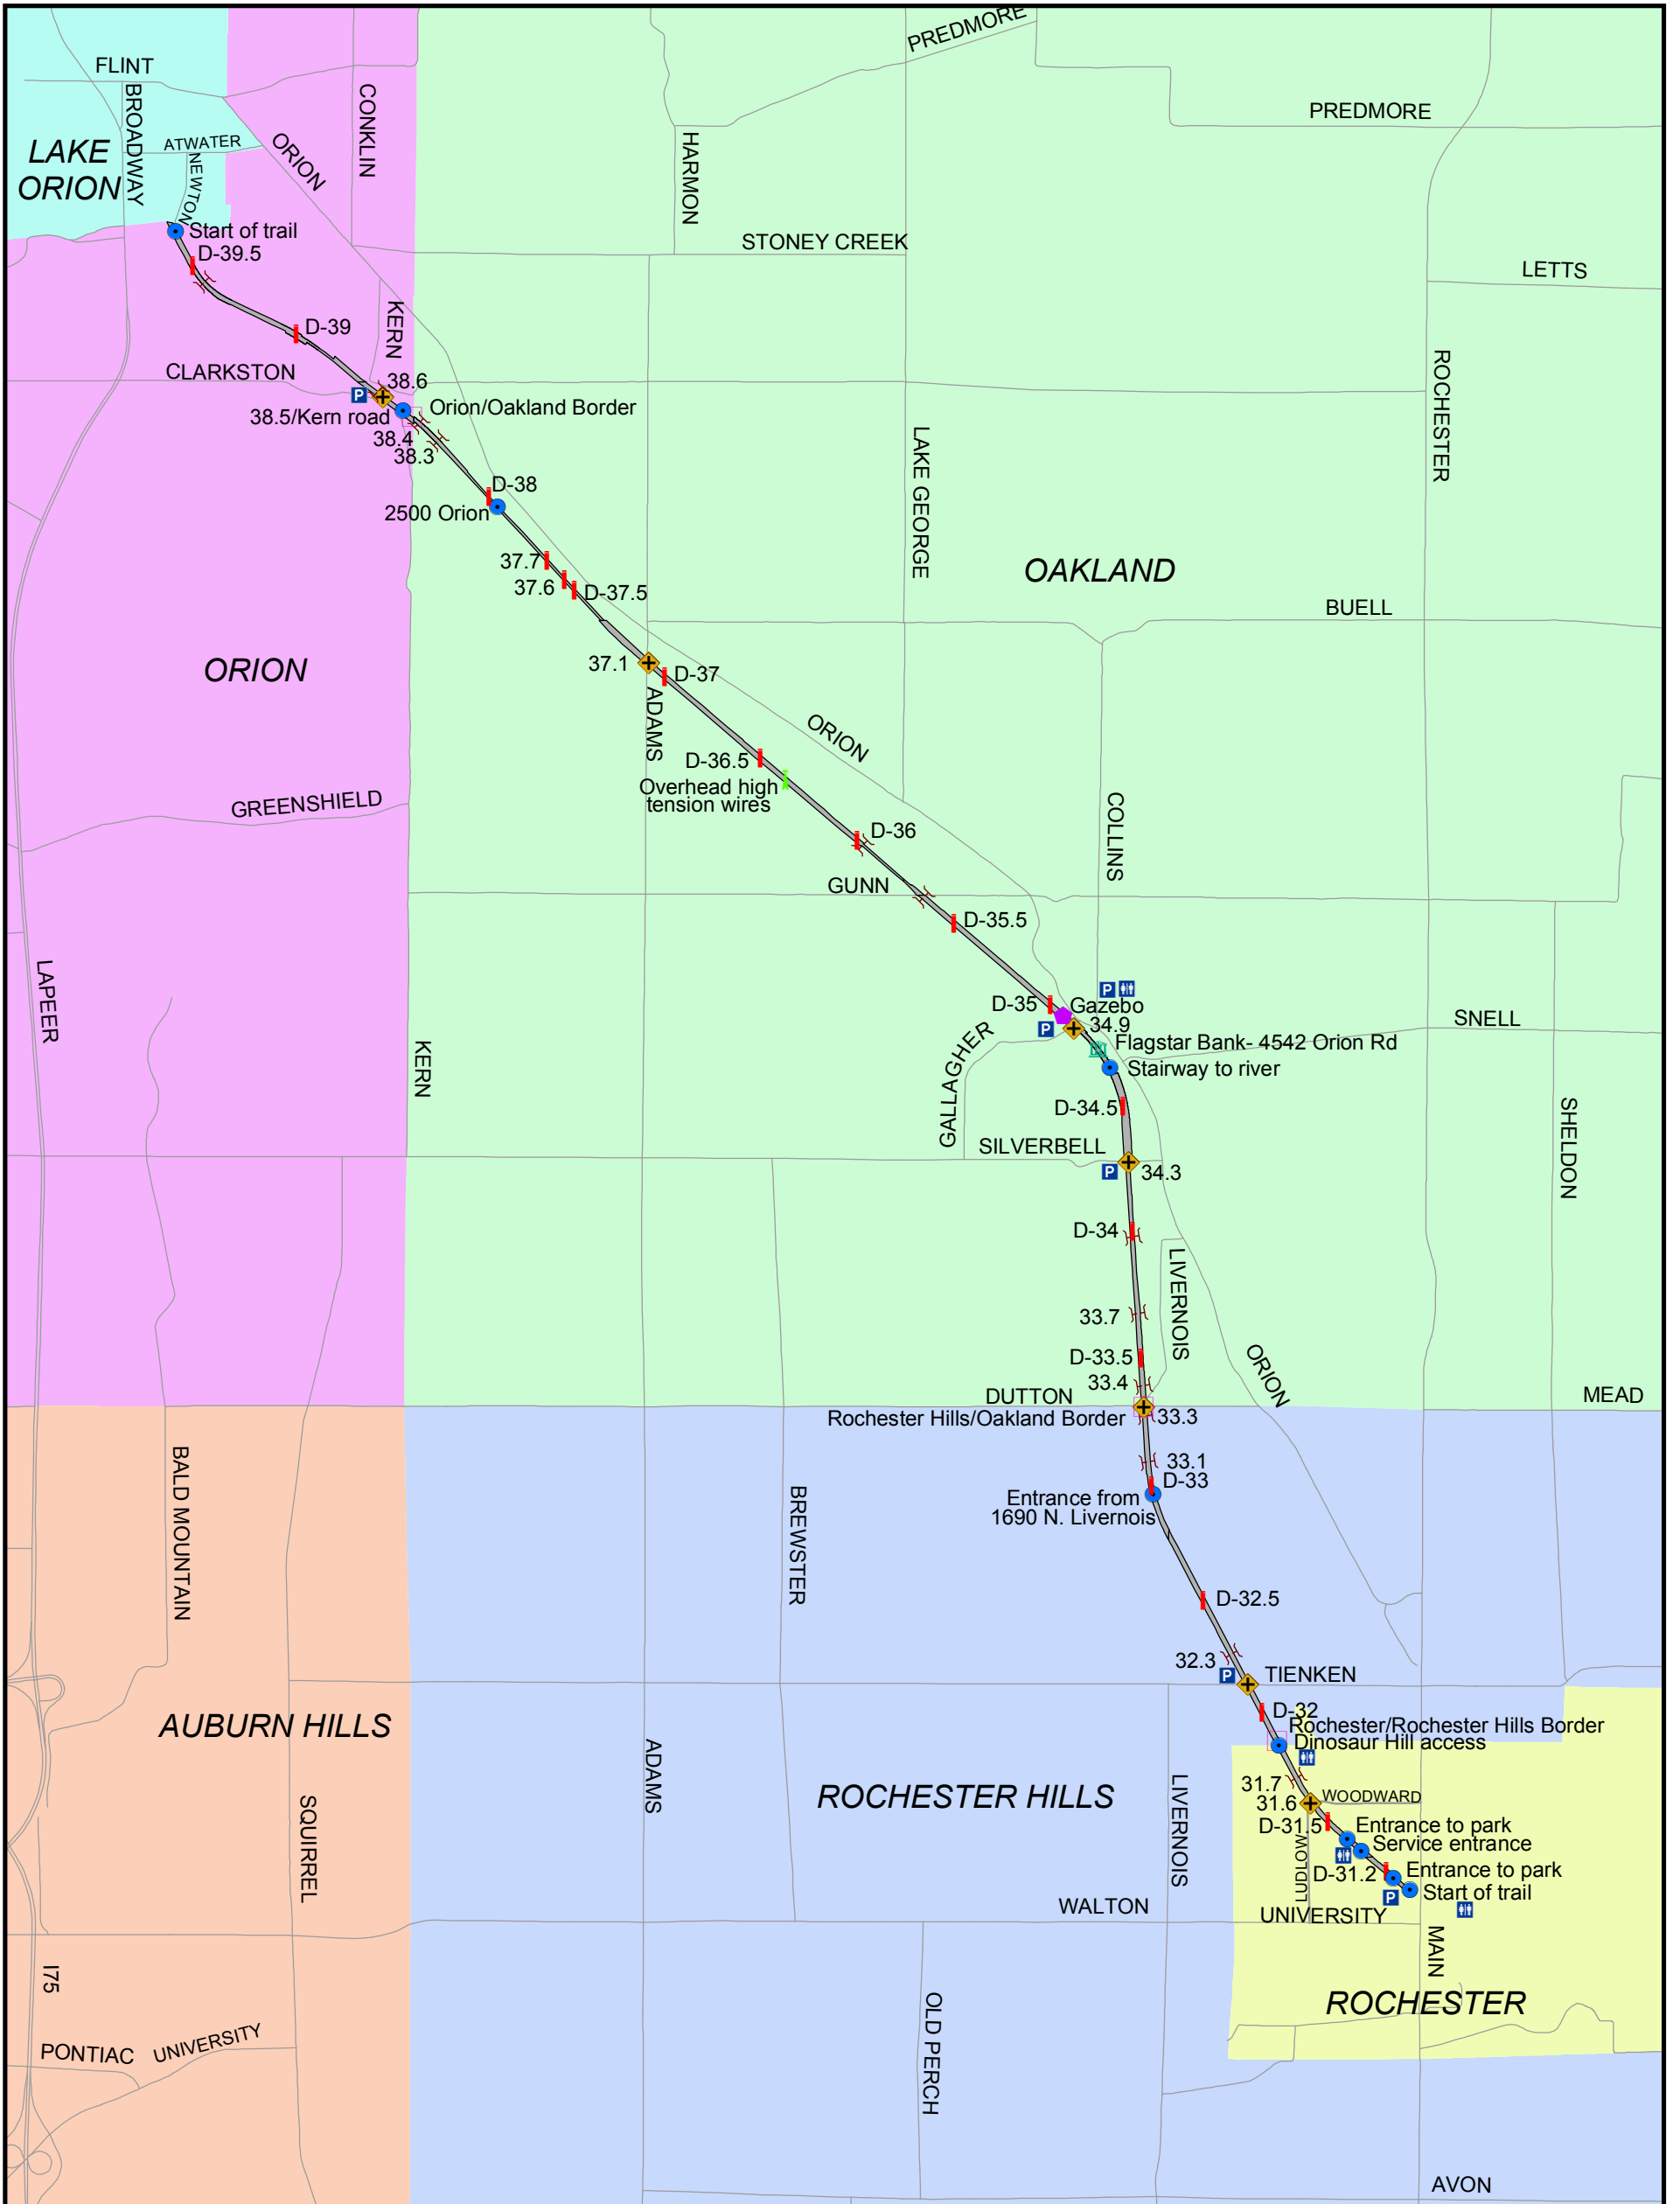 PREDMORE
FLINT
BROADWAY
CONKLIN
PREDMORE
ATWATER
ORION
HARMON
LAKE
ORION
NEWTON
Start of trail
D-39.5
STONEY CREEK
LETTS
KERN
D-39
CLARKSTON
P
38.6
38.5/Kern road
Orion/Oakland Border
38.4
38.3
ROCHESTER
LAKE GEORGE
D-38
2500 Orion
37.7
37.6
D-37.5
OAKLAND
BUELL
ORION
37.1
D-37
ADAMS
ORION
D-36.5
Overhead high
tension wires
GREENSHIELD
D-36
COLLINS
GUNN
D-35.5
LAPEER
P
D-35
Gazebo
P
34.9
SNELL
KERN
GALLAGHER
Flagstar Bank- 4542 Orion Rd
Stairway to river
D-34.5
SHELDON
SILVERBELL
P
34.3
D-34
LIVERNOIS
33.7
D-33.5
ORION
33.4
DUTTON
MEAD
Rochester Hills/Oakland Border
33.3
BALD MOUNTAIN
33.1
D-33
BREWSTER
Entrance from
1690 N. Livernois
D-32.5
32.3
P
TIENKEN
D-32
AUBURN HILLS
Rochester/Rochester Hills Border
Dinosaur Hill access
ADAMS
SQUIRREL
ROCHESTER HILLS
LIVERNOIS
31.7
31.6
WOODWARD
D-31.5
Entrance to park
Service entrance
LUDLOW
D-31.2
Entrance to park
P
Start of trail
WALTON
UNIVERSITY
MAIN
I75
ROCHESTER
OLD PERCH
PONTIAC
UNIVERSITY
AVON